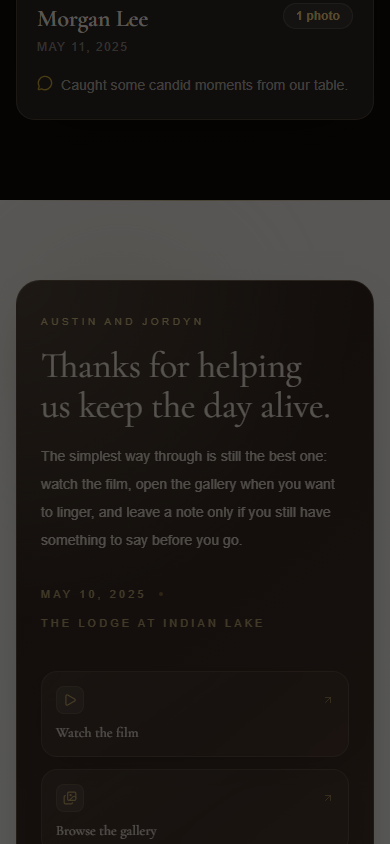 Morgan Lee
1 photo
MAY 11, 2025
Caught some candid moments from our table.
AUSTIN AND JORDYN
Thanks for helping
us keep the day alive.
The simplest way through is still the best one:
watch the film, open the gallery when you want
to linger, and leave a note only if you still have
something to say before you go.
MAY 10, 2025 •
THE LODGE AT INDIAN LAKE
Watch the film
Browse the gallery